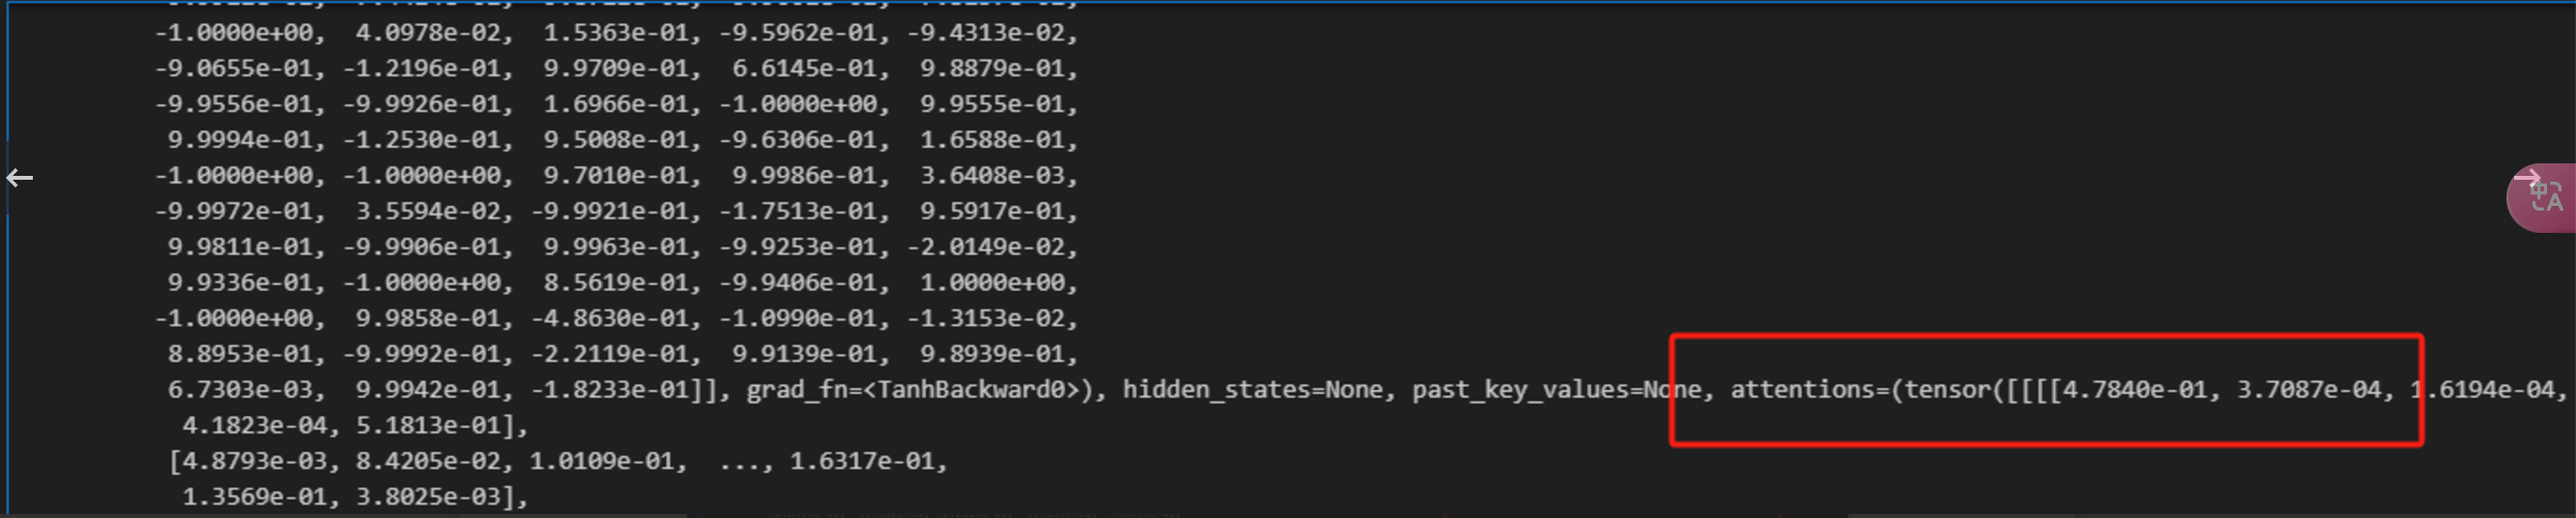 -1.0000e+00, 4.0978e-02, 1.5363e-01, -9.5962e-01, -9.4313e-02,
-9.0655e-01, -1.2196e-01, 9.9709e-01, 6.6145e-01, 9.8879e-01,
-9.9556e-01, -9.9926e-01, 1.6966e-01, -1.0000e+00, 9.9555e-01,
9.9994e-01, -1.2530e-01, 9.5008e-01, -9.6306e-01, 1.6588e-01,
-1.0000e+00, -1.0000e+00, 9.7010e-01, 9.9986e-01, 3.6408e-03,
-9.9972e-01, 3.5594e-02, -9.9921e-01, -1.7513e-01, 9.5917e-01,
9.9811e-01, -9.9906e-01, 9.9963e-01, -9.9253e-01, -2.0149e-02,
9.9336e-01, -1.0000e+00, 8.5619e-01, -9.9406e-01, 1.0000e+00,
-1.0000e+00, 9.9858e-01, -4.8630e-01, -1.0990e-01, -1.3153e-02,
8.8953e-01, -9.9992e-01, -2.2119e-01, 9.9139e-01, 9.8939e-01,
6.7303e-03, 9.9942e-01, -1.8233e-01]], grad_fn=<TanhBackward0>), hidden_states=None, past_key_values=None, attentions=(tensor([[[[4.7840e-01, 3.7087e-04, 1.6194e-04,
4.1823e-04, 5.1813e-01],
[4.8793e-03, 8.4205e-02, 1.0109e-01, ..., 1.6317e-01,
1.3569e-01, 3.8025e-03],